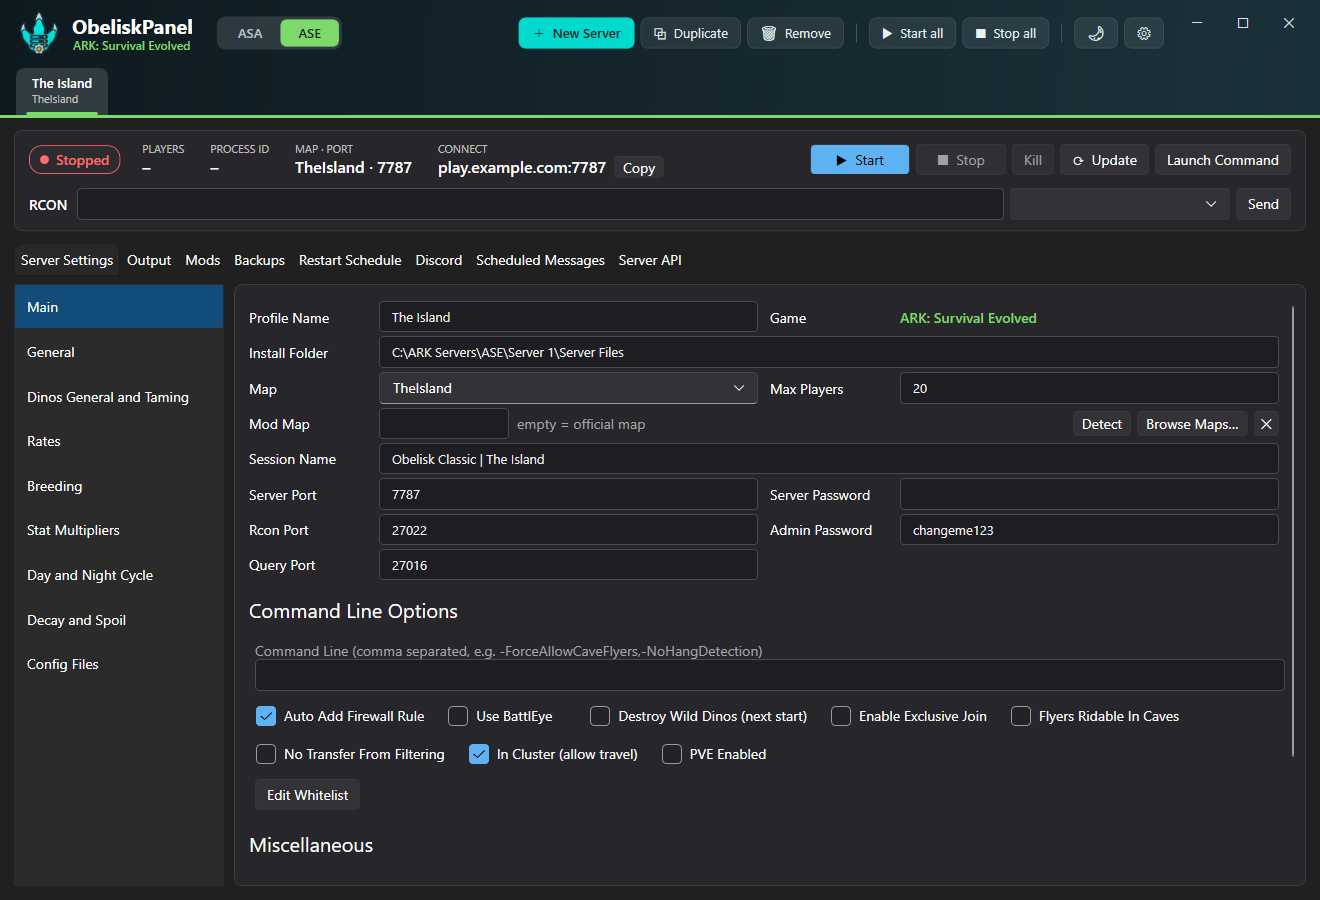 ObeliskPanel
ARK: Survival Evolved
ASA
ASE
+ New Server
Duplicate
Remove
Start all
Stop all
The Island
TheIsland
Stopped
PLAYERS
–
PROCESS ID
–
MAP · PORT
TheIsland · 7787
CONNECT
play.example.com:7787
Copy
Start
Stop
Kill
Update
Launch Command
RCON
Send
Server Settings
Output
Mods
Backups
Restart Schedule
Discord
Scheduled Messages
Server API
Main
General
Dinos General and Taming
Rates
Breeding
Stat Multipliers
Day and Night Cycle
Decay and Spoil
Config Files
Profile Name
The Island
Game
ARK: Survival Evolved
Install Folder
C:\ARK Servers\ASE\Server 1\Server Files
Map
TheIsland
Max Players
20
Mod Map
empty = official map
Detect
Browse Maps...
Session Name
Obelisk Classic | The Island
Server Port
7787
Server Password
Rcon Port
27022
Admin Password
changeme123
Query Port
27016
Command Line Options
Command Line (comma separated, e.g. -ForceAllowCaveFlyers,-NoHangDetection)
Auto Add Firewall Rule
Use BattlEye
Destroy Wild Dinos (next start)
Enable Exclusive Join
Flyers Ridable In Caves
No Transfer From Filtering
In Cluster (allow travel)
PVE Enabled
Edit Whitelist
Miscellaneous